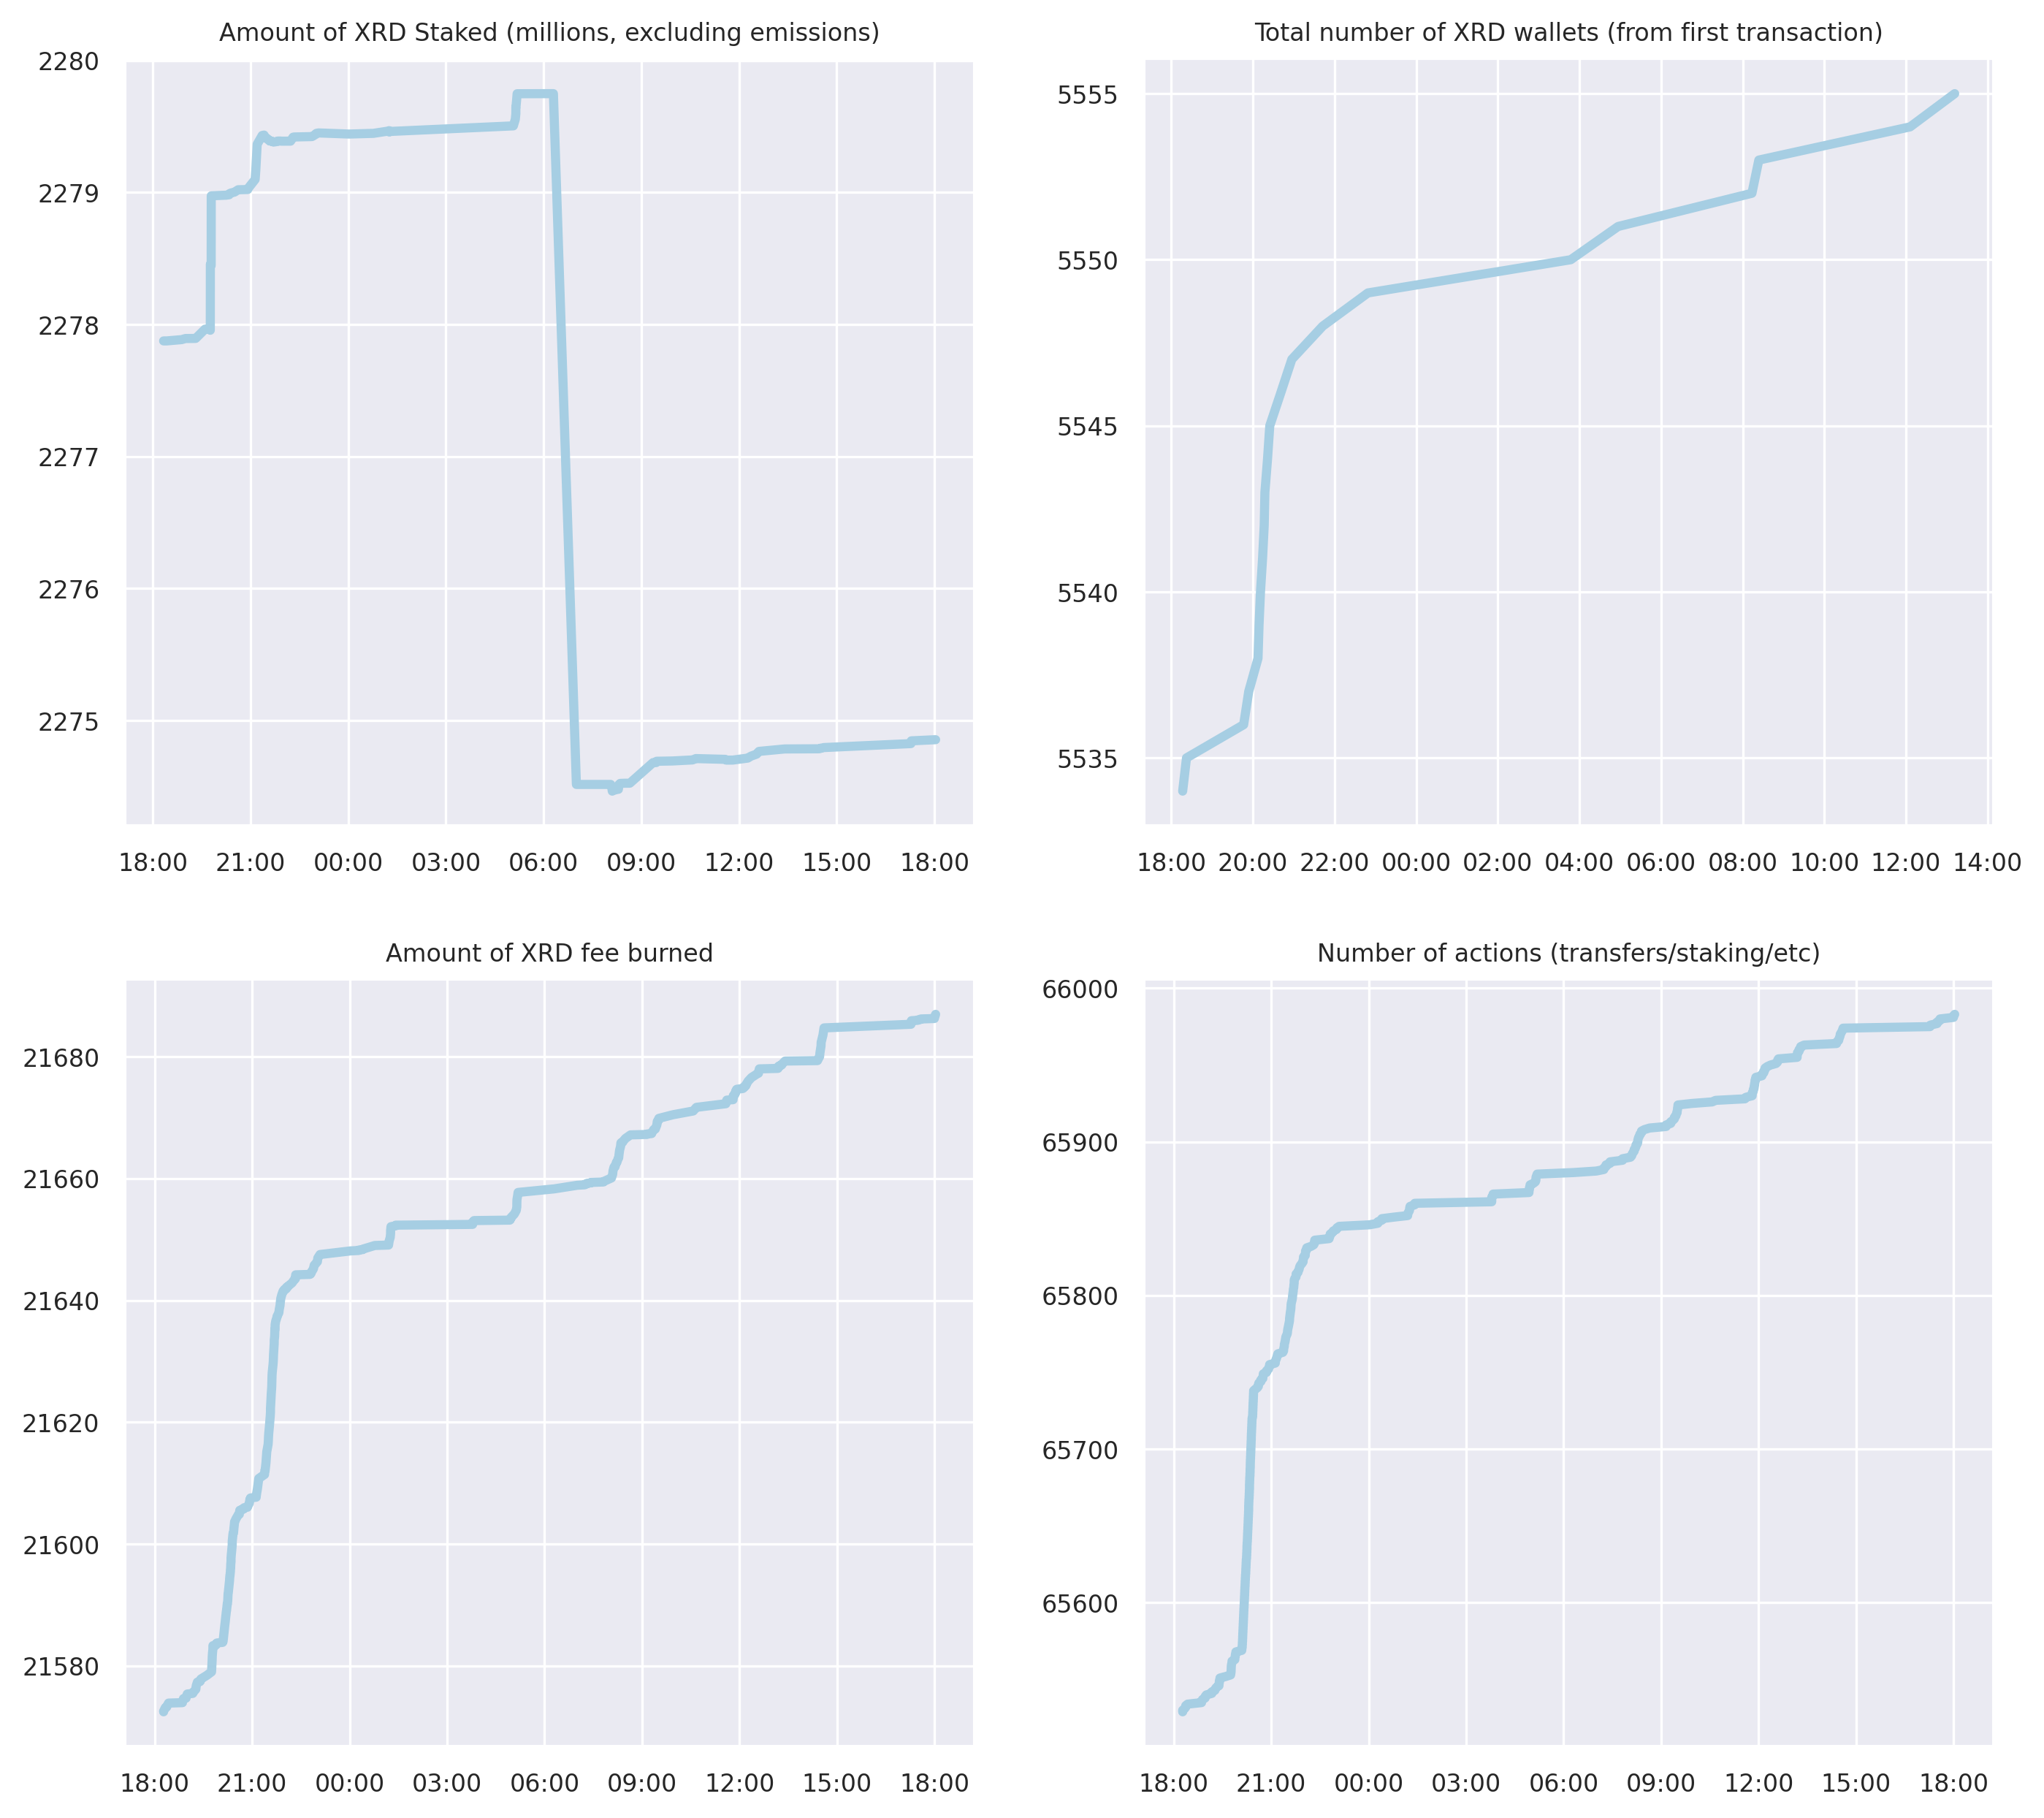 Amount of XRD Staked (millions, excluding emissions)
2280
2279
2278
2277
2276
2275
18:00 21:00 00:00 03:00 06:00 09:00 12:00 15:00 18:00
Total number of XRD wallets (from first transaction)
5555
5550
5545
5540
5535
18:00 20:00 22:00 00:00 02:00 04:00 06:00 08:00 10:00 12:00 14:00
Amount of XRD fee burned
21680
21660
21640
21620
21600
21580
18:00 21:00 00:00 03:00 06:00 09:00 12:00 15:00 18:00
Number of actions (transfers/staking/etc)
66000
65900
65800
65700
65600
18:00 21:00 00:00 03:00 06:00 09:00 12:00 15:00 18:00